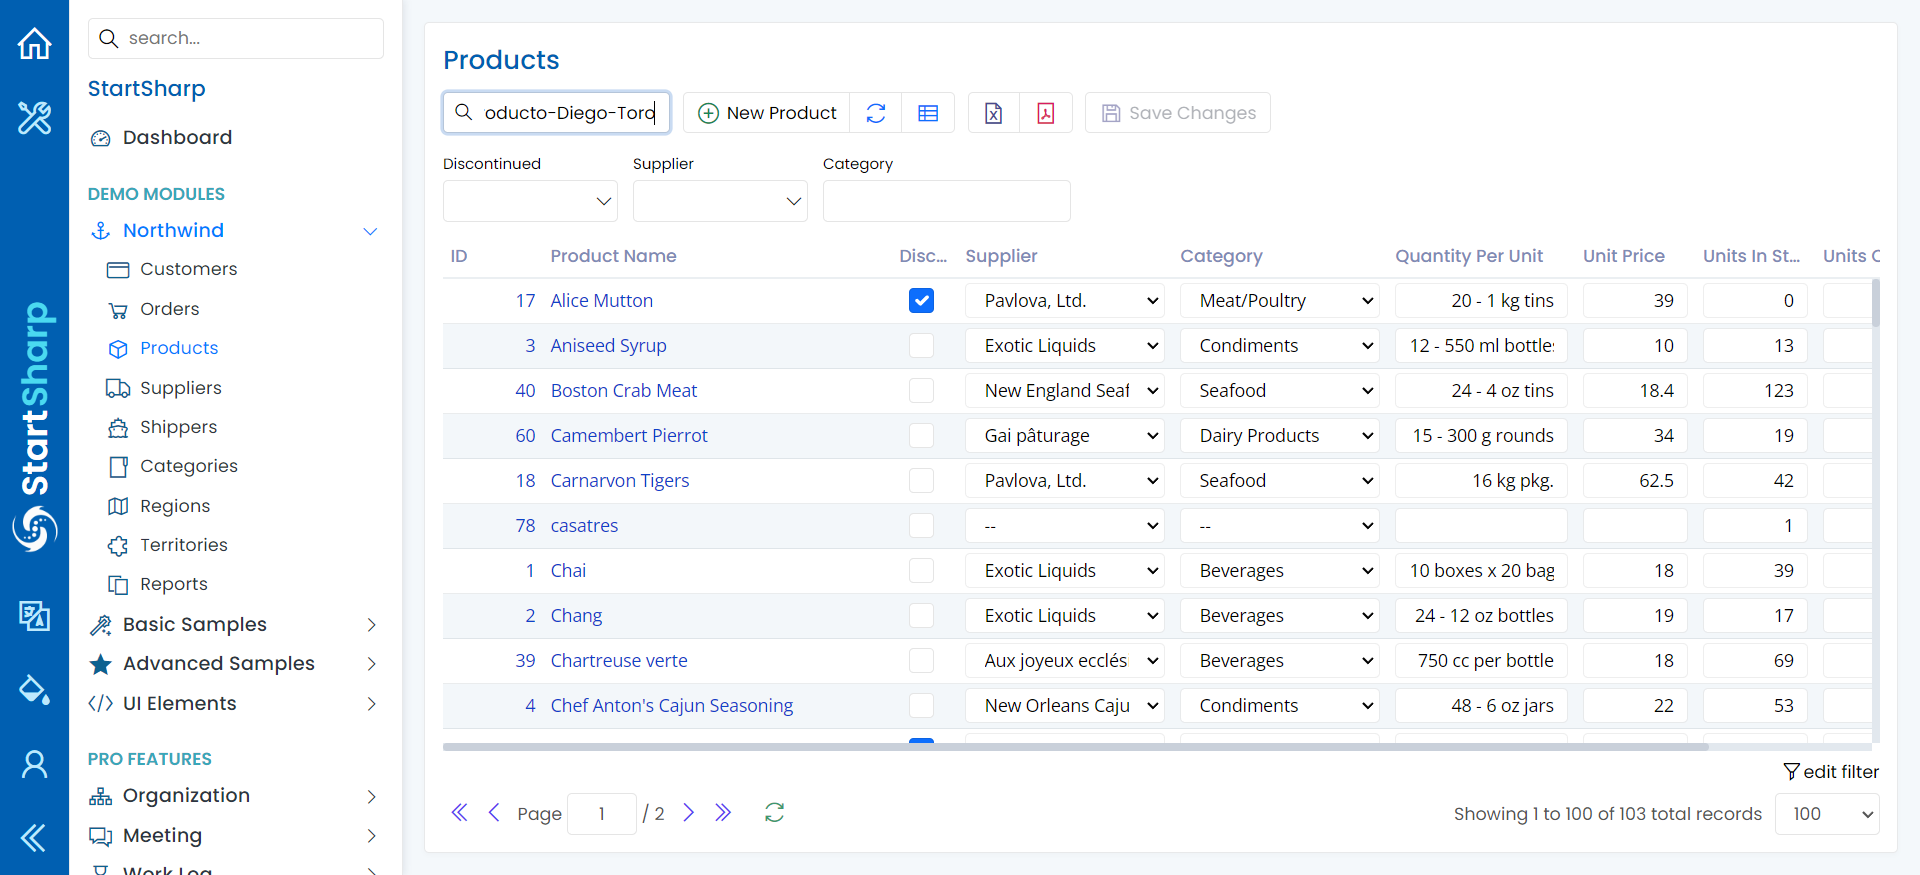 search...
StartSharp
Dashboard
DEMO MODULES
Northwind
Customers
Orders
Products
Suppliers
Shippers
Categories
Regions
Territories
Reports
Basic Samples
Advanced Samples
UI Elements
PRO FEATURES
Organization
Meeting
Work Log
StartSharp
Products
oducto-Diego-Toro
New Product
Save Changes
Discontinued Supplier Category
ID Product Name Disc... Supplier Category Quantity Per Unit Unit Price Units In St... Units
17 Alice Mutton Pavlova, Ltd. Meat/Poultry 20 - 1 kg tins 39 0
3 Aniseed Syrup Exotic Liquids Condiments 12 - 550 ml bottles 10 13
40 Boston Crab Meat New England Seaf Seafood 24 - 4 oz tins 18.4 123
60 Camembert Pierrot Gai pâturage Dairy Products 15 - 300 g rounds 34 19
18 Carnarvon Tigers Pavlova, Ltd. Seafood 16 kg pkg. 62.5 42
78 casatres -- -- 1
1 Chai Exotic Liquids Beverages 10 boxes x 20 bag 18 39
2 Chang Exotic Liquids Beverages 24 - 12 oz bottles 19 17
39 Chartreuse verte Aux joyeux ecclési Beverages 750 cc per bottle 18 69
4 Chef Anton's Cajun Seasoning New Orleans Caju Condiments 48 - 6 oz jars 22 53
edit filter
Page 1 / 2
Showing 1 to 100 of 103 total records 100